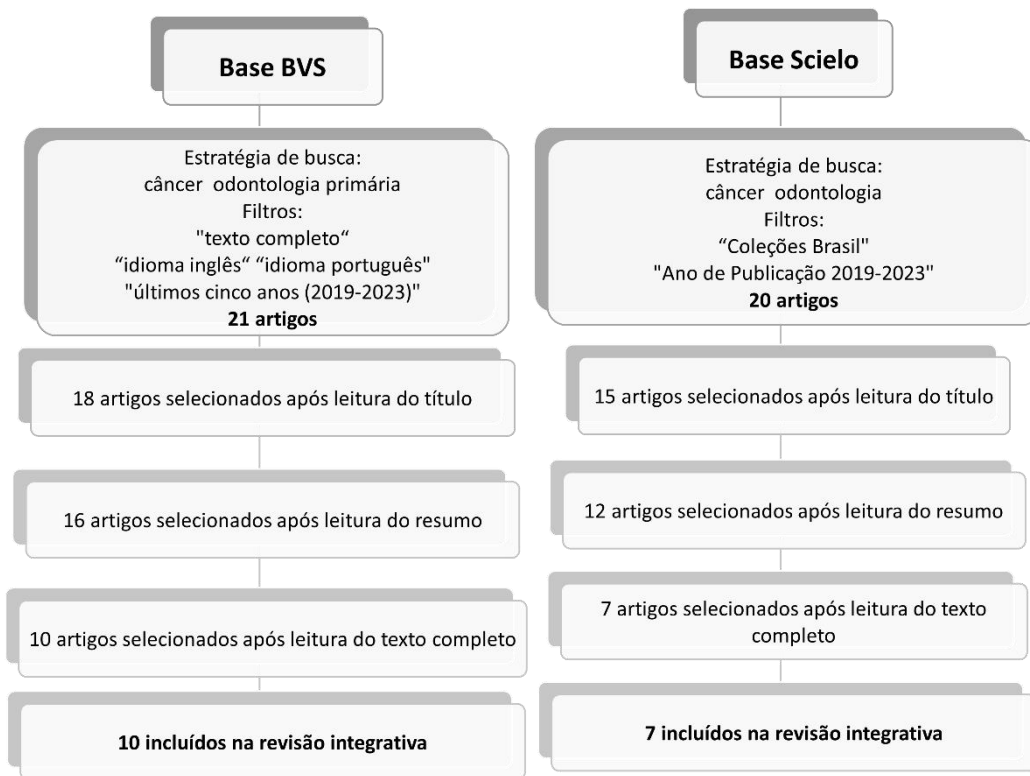 Base BVS
Estratégia de busca:
câncer  odontologia primária
Filtros:
"texto completo“
“idioma inglês“ “idioma português"
"últimos cinco anos (2019-2023)"
21 artigos
18 artigos selecionados após leitura do título
16 artigos selecionados após leitura do resumo
10 artigos selecionados após leitura do texto completo
10 incluídos na revisão integrativa
Base Scielo
Estratégia de busca:
câncer odontologia
Filtros:
“Coleções Brasil"
"Ano de Publicação 2019-2023"
20 artigos
15 artigos selecionados após leitura do título
12 artigos selecionados após leitura do resumo
7 artigos selecionados após leitura do texto
completo
7 incluídos na revisão integrativa